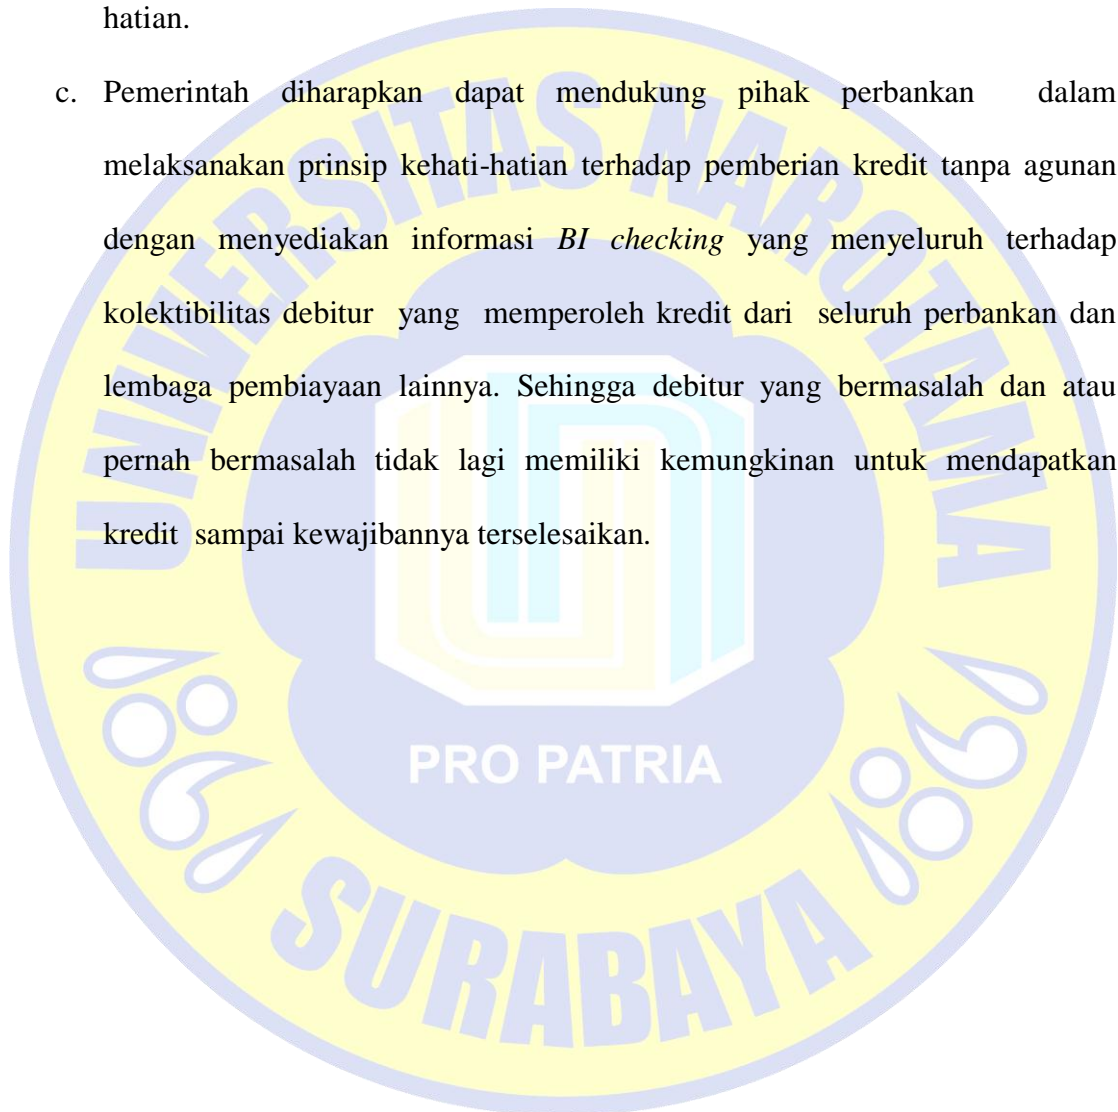 hatian.
c. Pemerintah diharapkan dapat mendukung pihak perbankan dalam
melaksanakan prinsip kehati-hatian terhadap pemberian kredit tanpa agunan
dengan menyediakan informasi BI checking yang menyeluruh terhadap
kolektibilitas debitur yang memperoleh kredit dari seluruh perbankan dan
lembaga pembiayaan lainnya. Sehingga debitur yang bermasalah dan atau
pernah bermasalah tidak lagi memiliki kemungkinan untuk mendapatkan
kredit sampai kewajibannya terselesaikan.
UNIVERSITAS NAROTAMA
PRO PATRIA
SURABAYA